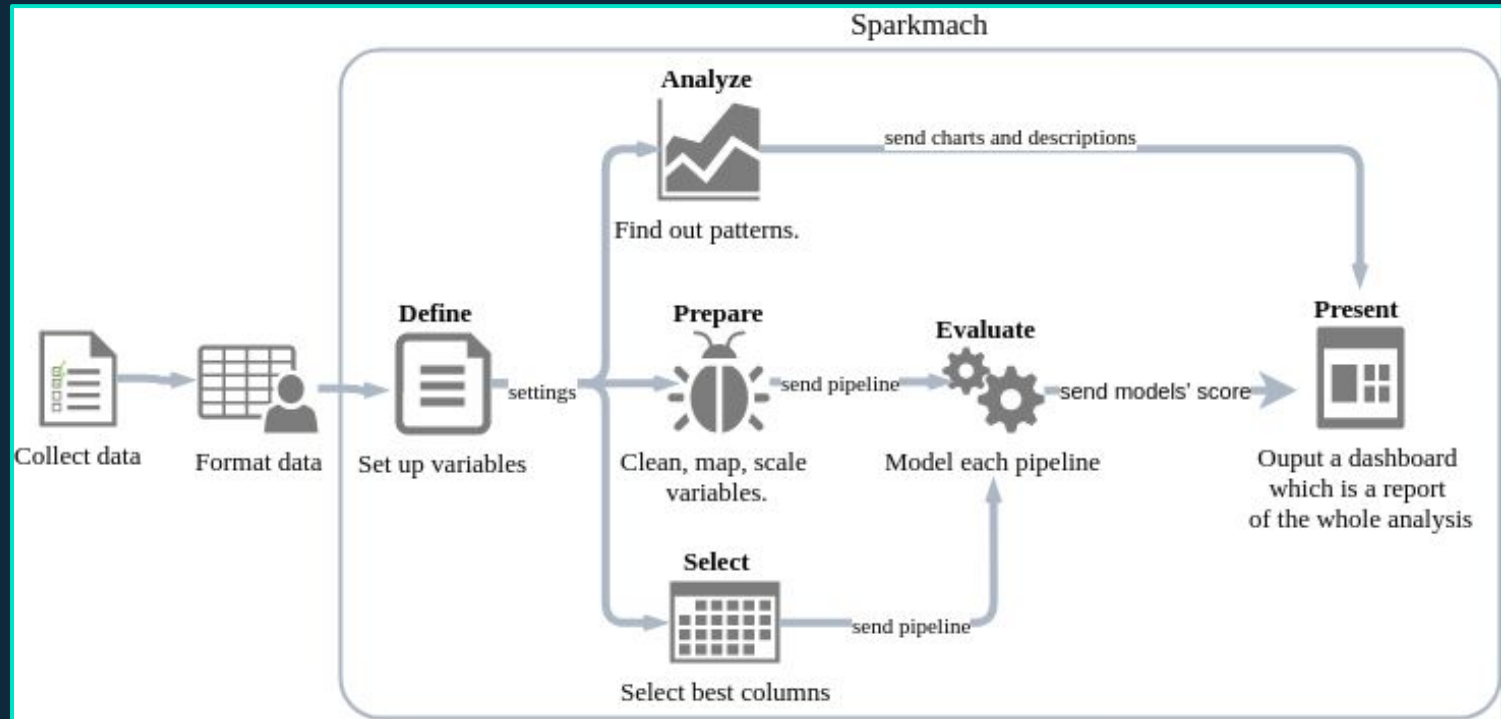 Sparkmach
Analyze
send charts and descriptions
Find out patterns.
Define
Prepare
Evaluate
Present
settings
send pipeline
send models' score
Collect data
Format data
Set up variables
Clean, map, scale
variables.
Model each pipeline
Ouput a dashboard
which is a report
of the whole analysis
Select
send pipeline
Select best columns